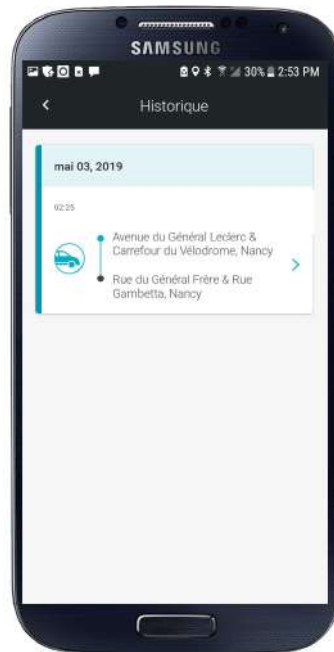 SAMSUNG
30% 2:53 PM
Historique
mai 03, 2019
02:25
Avenue du Général Leclerc &
Carrefour du Vélodrome, Nancy
Rue du Général Frère & Rue
Gambetta, Nancy